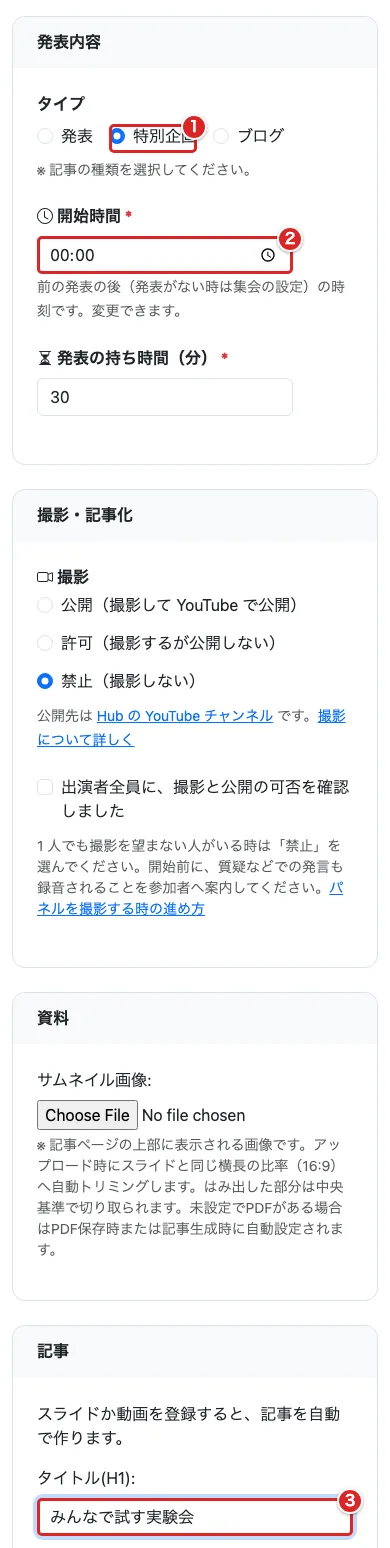 発表内容
タイプ
発表 特別企画 1 ブログ
※ 記事の種類を選択してください。
開始時間 *
2
00:00
前の発表の後（発表がない時は集会の設定）の時
刻です。変更できます。
発表の持ち時間（分） *
30
撮影・記事化
撮影
公開（撮影して YouTube で公開）
許可（撮影するが公開しない）
禁止（撮影しない）
公開先は Hub の YouTube チャンネル です。撮影
について詳しく
出演者全員に、撮影と公開の可否を確認
しました
1 人でも撮影を望まない人がいる時は「禁止」を
選んでください。開始前に、質疑などでの発言も
録音されることを参加者へ案内してください。パ
ネルを撮影する時の進め方
資料
サムネイル画像:
Choose File No file chosen
※ 記事ページの上部に表示される画像です。アッ
プロード時にスライドと同じ横長の比率（16:9）
へ自動トリミングします。はみ出した部分は中央
基準で切り取られます。未設定でPDFがある場合
はPDF保存時または記事生成時に自動設定されま
す。
記事
スライドか動画を登録すると、記事を自動
で作ります。
タイトル(H1):
3
みんなで試す実験会